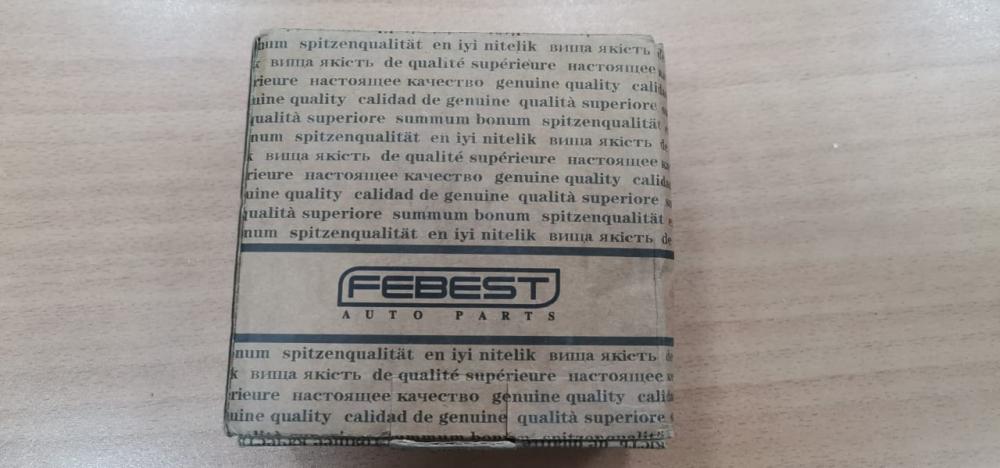 spitzenqualität en iyi nitelik вища якість
вища якість de qualité supérieure настоящее
настоящее качество genuine quality
quality calidad de genuine qualità superiore
superiore summum bonum spitzenqualität
spitzenqualität en iyi nitelik вища якість
вища якість de qualité supérieure настоящее
настоящее качество genuine quality
quality calidad de genuine qualità superiore
superiore summum bonum spitzenqualität
spitzenqualität en iyi nitelik вища якість de
FEBEST
AUTO PARTS
spitzenqualität en iyi nitelik вища якість de
вища якість de qualité supérieure настоящее
настоящее качество genuine quality
quality calidad de genuine qualità superiore